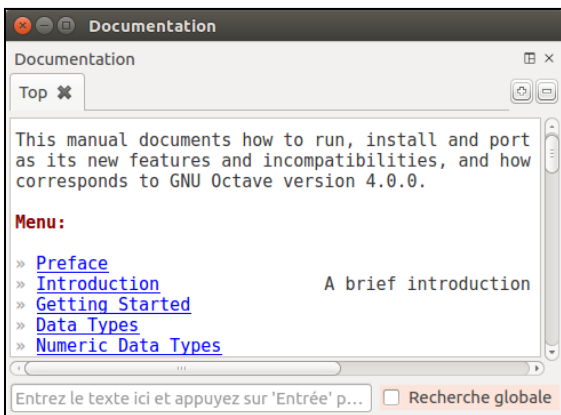 Documentation
Documentation
Top
This manual documents how to run, install and port
as its new features and incompatibilities, and how
corresponds to GNU Octave version 4.0.0.
Menu:
» Preface
» Introduction A brief introduction
» Getting Started
» Data Types
» Numeric Data Types
Entrez le texte ici et appuyez sur 'Entrée' p... Recherche globale